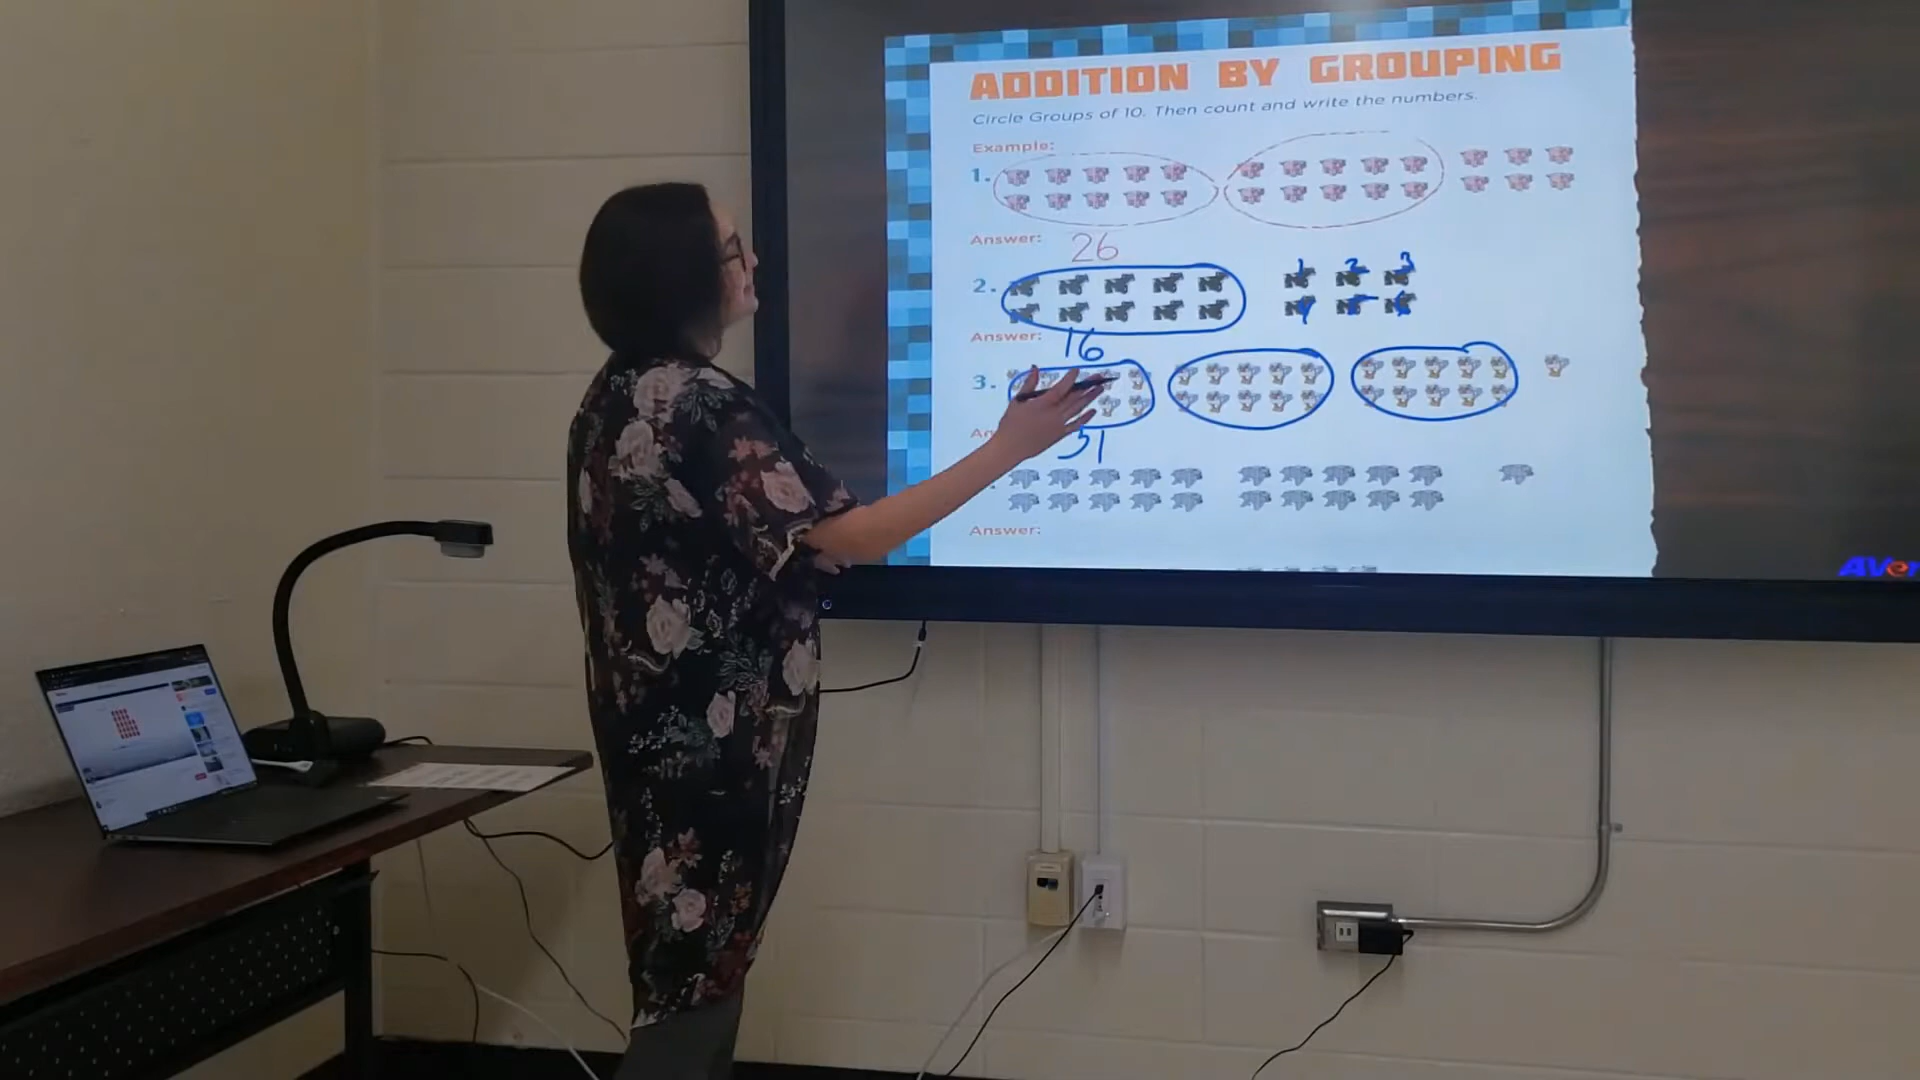 ADDITION BY GROUPING
Circle Groups of 10. Then count and write the numbers.
Example:
1.
Answer: 26
2.
1 2 3
4 5 6
Answer: 16
3.
31
Answer:
AVer